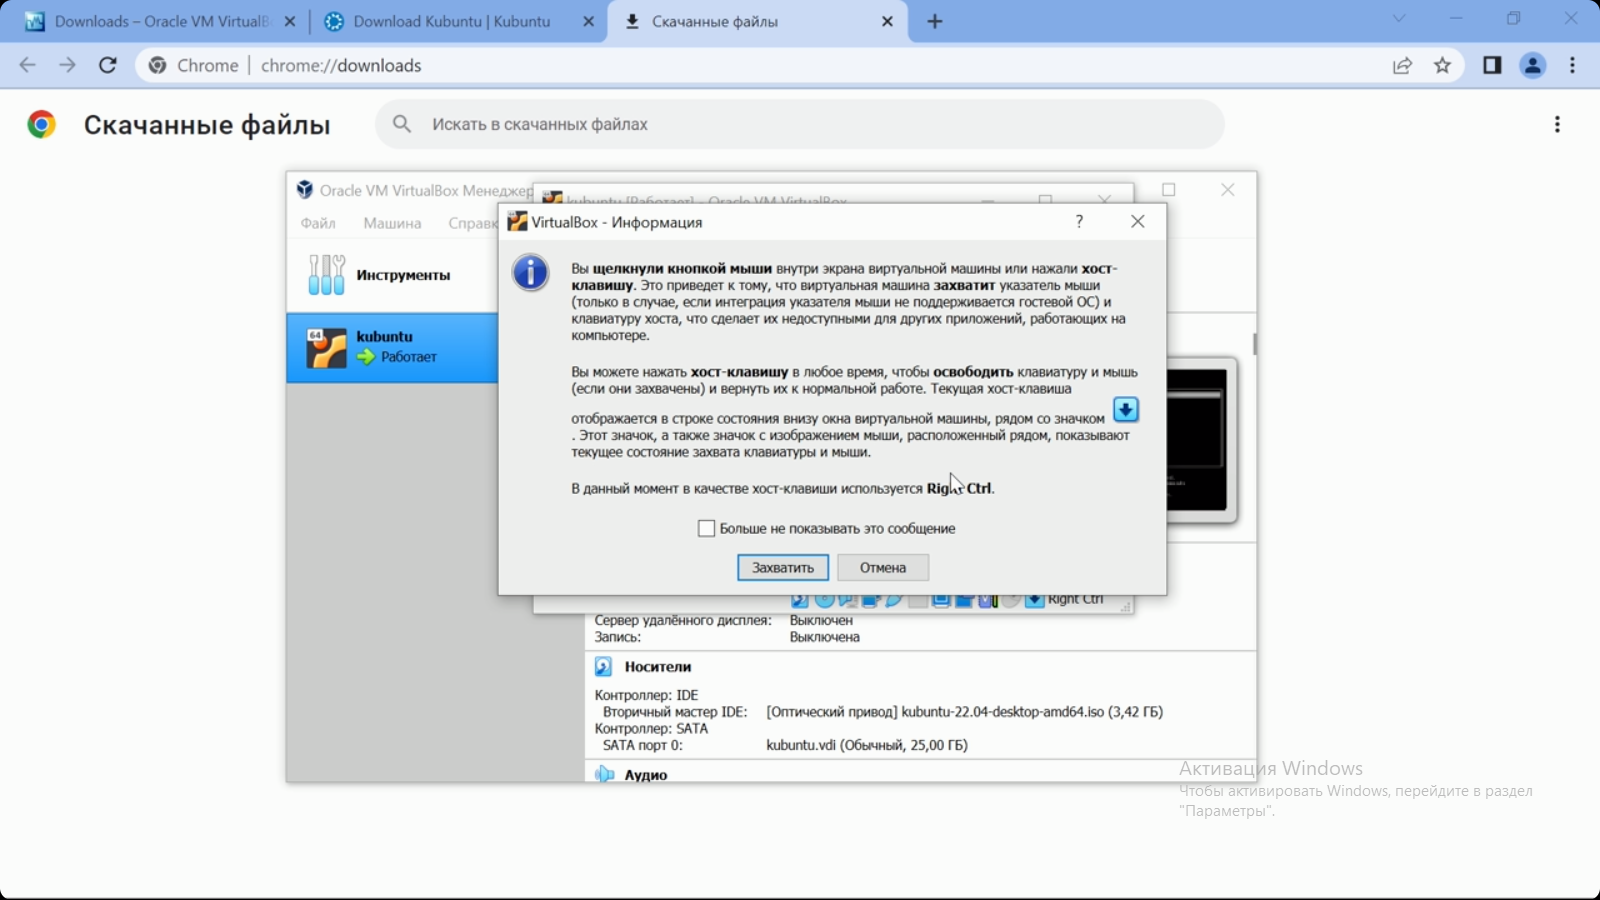 Downloads – Oracle VM VirtualB
Download Kubuntu | Kubuntu
Скачанные файлы
Chrome
chrome://downloads
Скачанные файлы
Искать в скачанных файлах
Oracle VM VirtualBox Менеджер
kubuntu [Работает] - Oracle VM VirtualBox
Файл Машина Справк
VirtualBox - Информация
?
Инструменты
64
kubuntu
Работает
Вы щелкнули кнопкой мыши внутри экрана виртуальной машины или нажали хост-
клавишу. Это приведет к тому, что виртуальная машина захватит указатель мыши
(только в случае, если интеграция указателя мыши не поддерживается гостевой ОС) и
клавиатуру хоста, что сделает их недоступными для других приложений, работающих на
компьютере.
Вы можете нажать хост-клавишу в любое время, чтобы освободить клавиатуру и мышь
(если они захвачены) и вернуть их к нормальной работе. Текущая хост-клавиша
отображается в строке состояния внизу окна виртуальной машины, рядом со значком
. Этот значок, а также значок с изображением мыши, расположенный рядом, показывают
текущее состояние захвата клавиатуры и мыши.
В данный момент в качестве хост-клавиши используется Right Ctrl.
Больше не показывать это сообщение
Захватить
Отмена
Right Ctrl
Сервер удалённого дисплея: Выключен
Запись: Выключена
Носители
Контроллер: IDE
Вторичный мастер IDE: [Оптический привод] kubuntu-22.04-desktop-amd64.iso (3,42 ГБ)
Контроллер: SATA
SATA порт 0: kubuntu.vdi (Обычный, 25,00 ГБ)
Аудио
Активация Windows
Чтобы активировать Windows, перейдите в раздел
"Параметры".